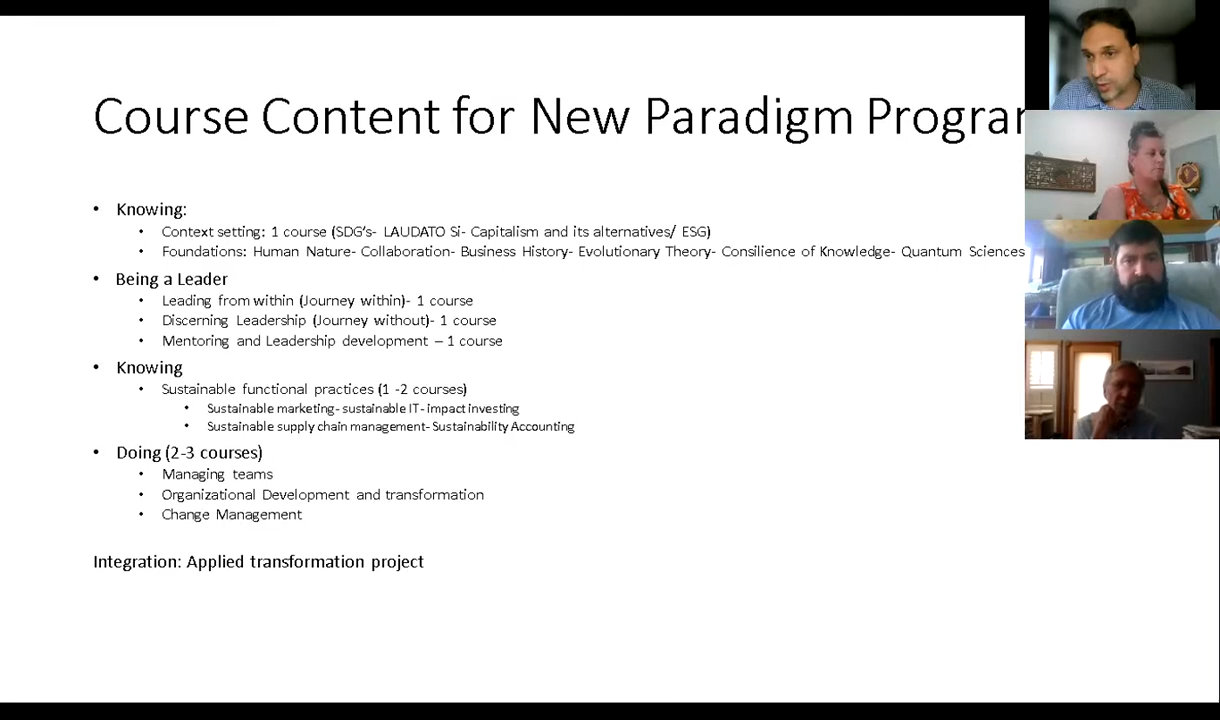 Course Content for New Paradigm Progra
• Knowing:
• Context setting: 1 course (SDG's- LAUDATO Si- Capitalism and its alternatives/ ESG)
• Foundations: Human Nature- Collaboration- Business History- Evolutionary Theory- Consilience of Knowledge- Quantum Sciences
• Being a Leader
• Leading from within (Journey within)- 1 course
• Discerning Leadership (Journey without)- 1 course
• Mentoring and Leadership development – 1 course
• Knowing
• Sustainable functional practices (1 -2 courses)
• Sustainable marketing- sustainable IT- impact investing
• Sustainable supply chain management- Sustainability Accounting
• Doing (2-3 courses)
• Managing teams
• Organizational Development and transformation
• Change Management
Integration: Applied transformation project